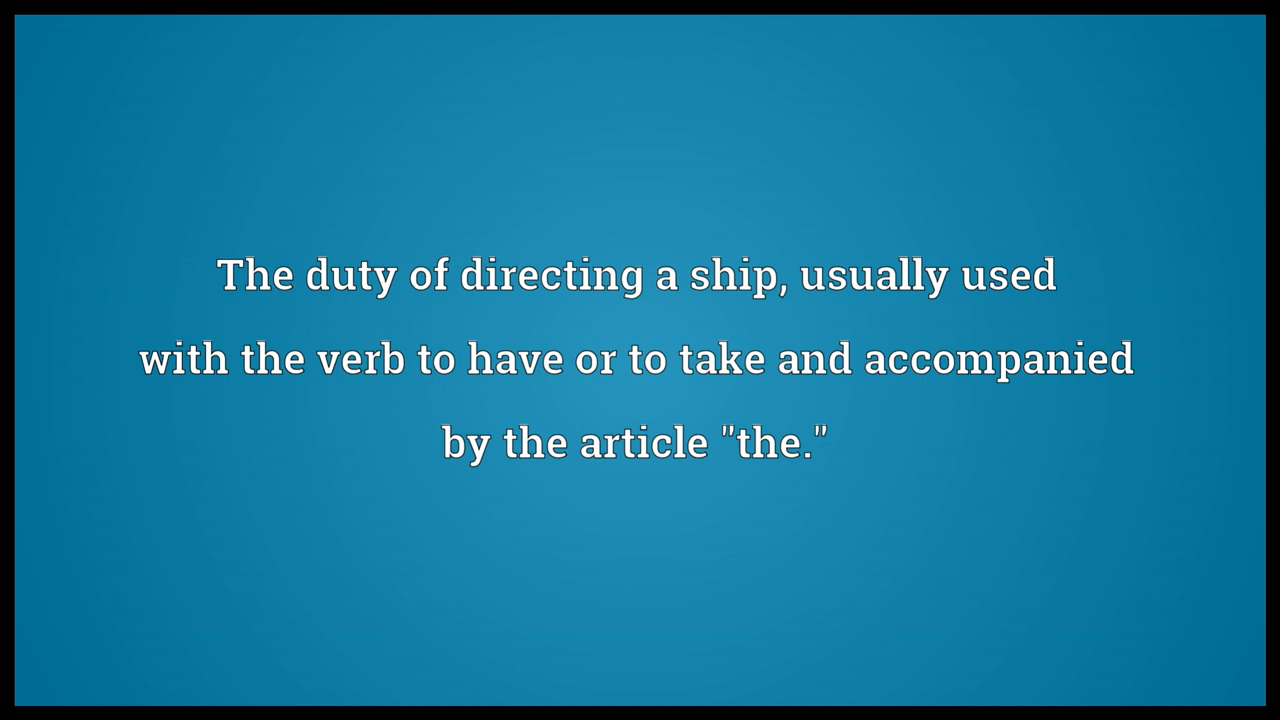 The duty of directing a ship, usually used
with the verb to have or to take and accompanied
by the article "the."